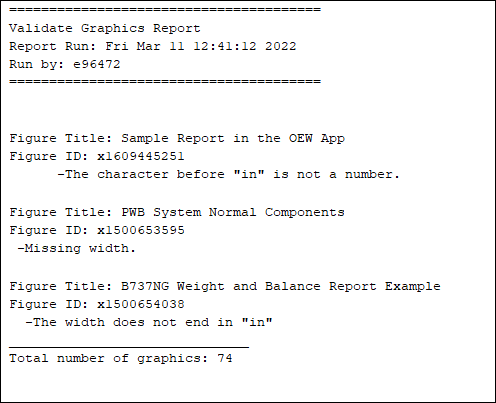 =======================================
Validate Graphics Report
Report Run: Fri Mar 11 12:41:12 2022
Run by: e96472
=======================================
Figure Title: Sample Report in the OEW App
Figure ID: x1609445251
-The character before "in" is not a number.
Figure Title: PWB System Normal Components
Figure ID: x1500653595
-Missing width.
Figure Title: B737NG Weight and Balance Report Example
Figure ID: x1500654038
-The width does not end in "in"
______________________________
Total number of graphics: 74